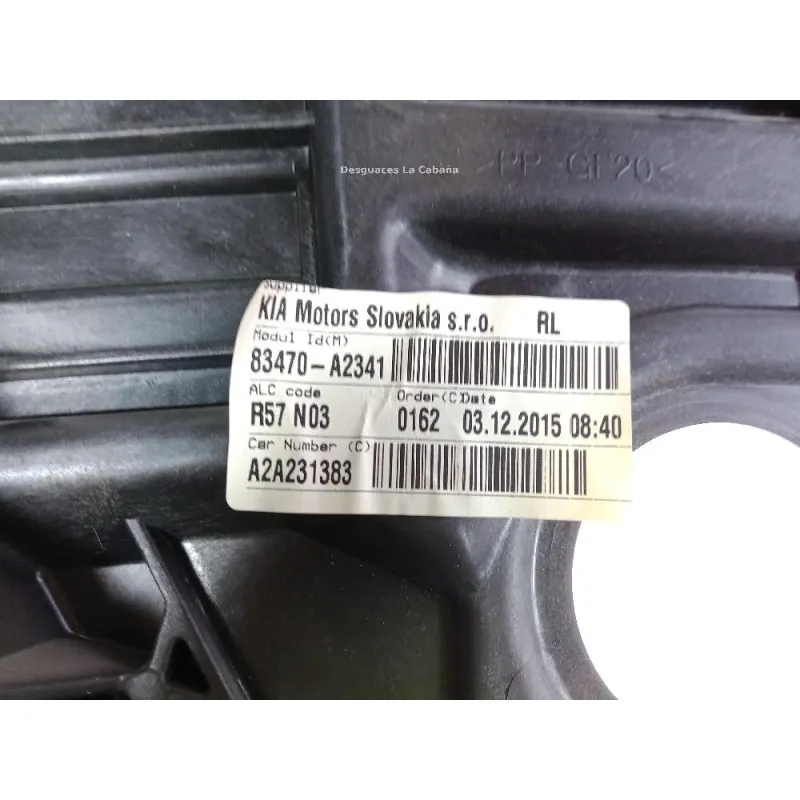 Desguaces La Cabaña
>PP-GF20<
Supplier
KIA Motors Slovakia s.r.o. RL
Modul Id(M)
83470-A2341
ALC code Order(C)Date
R57 N03 0162 03.12.2015 08:40
Car Number (C)
A2A231383